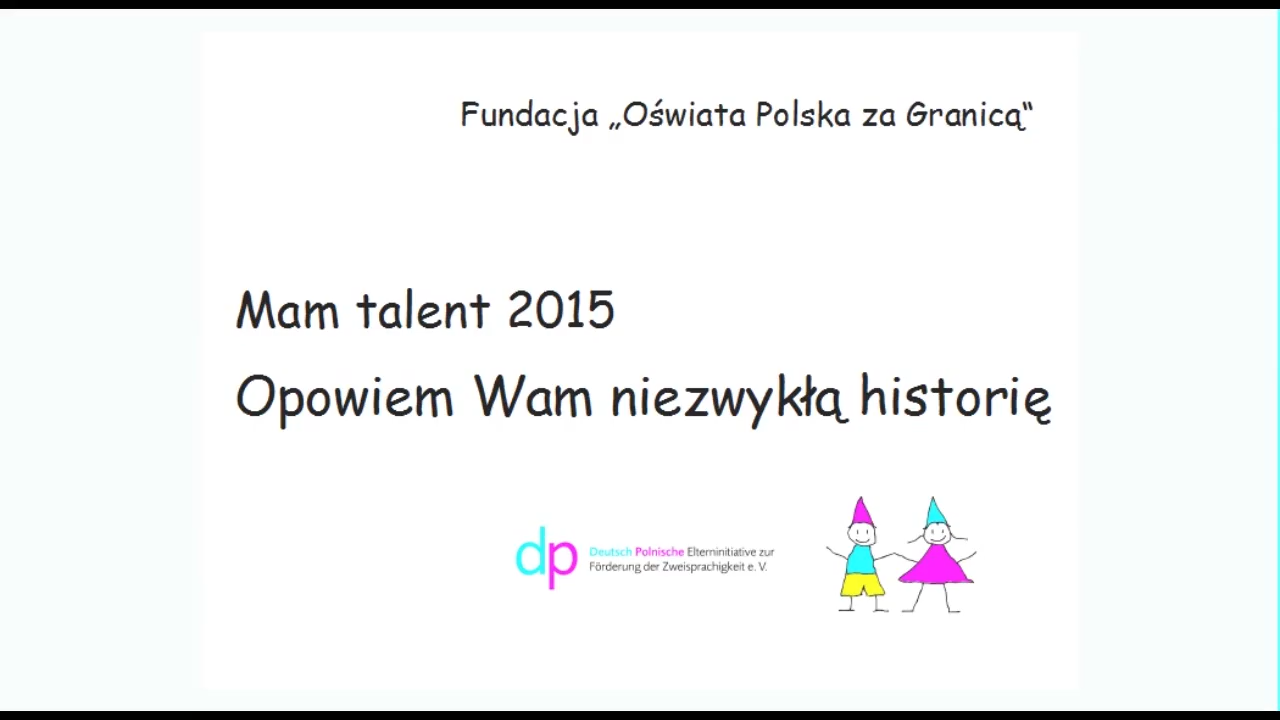 Fundacja „Oświata Polska za Granicą“
Mam talent 2015
Opowiem Wam niezwykłą historię
dp
Deutsch Polnische Elterninitiative zur
Förderung der Zweisprachigkeit e. V.